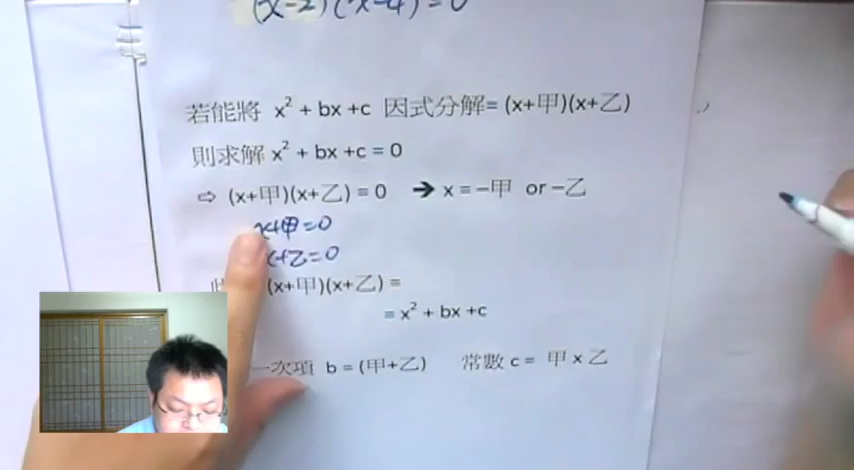 (x-2)(x-4)=0
若能將 x² + bx +c 因式分解= (x+甲)(x+乙)
則求解 x² + bx +c = 0
⇨ (x+甲)(x+乙) = 0 ➔ x = −甲 or −乙
x+甲=0
x+乙=0
(x+甲)(x+乙) =
= x² + bx +c
一次項 b = (甲+乙) 常數 c = 甲 x 乙